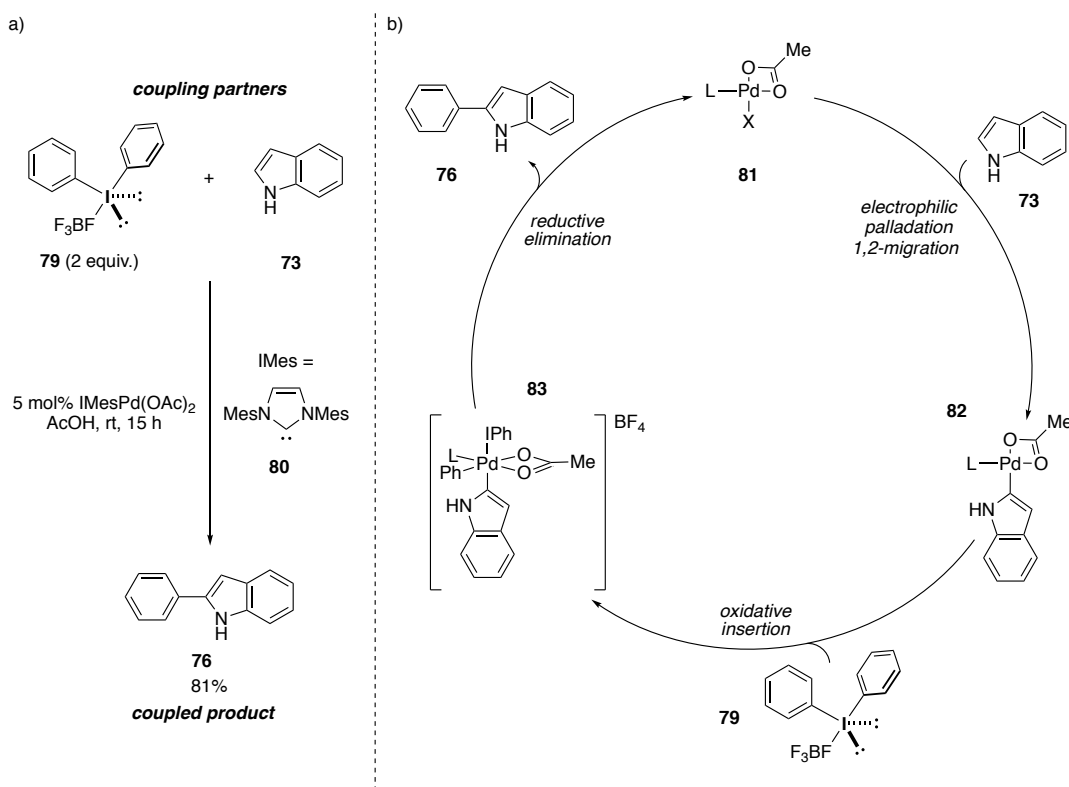 a)
coupling partners
I
F₃BF
79 (2 equiv.)
+
N
H
73
5 mol% IMesPd(OAc)₂
AcOH, rt, 15 h
IMes =
MesN
NMes
80
N
H
76
81%
coupled product
b)
N
H
76
reductive
elimination
O
Me
L
Pd
O
X
81
N
H
73
electrophilic
palladation
1,2-migration
82
O
Me
L
Pd
O
HN
83
BF₄
IPh
L
O
Ph
Pd
O
Me
HN
oxidative
insertion
79
I
F₃BF